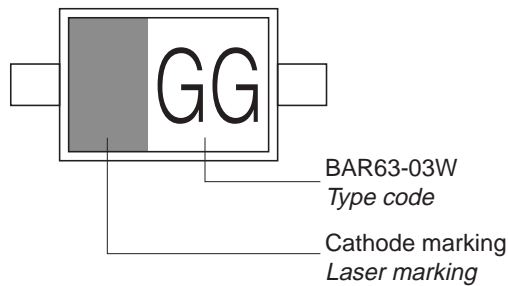 GG
BAR63-03W
Type code
Cathode marking
Laser marking